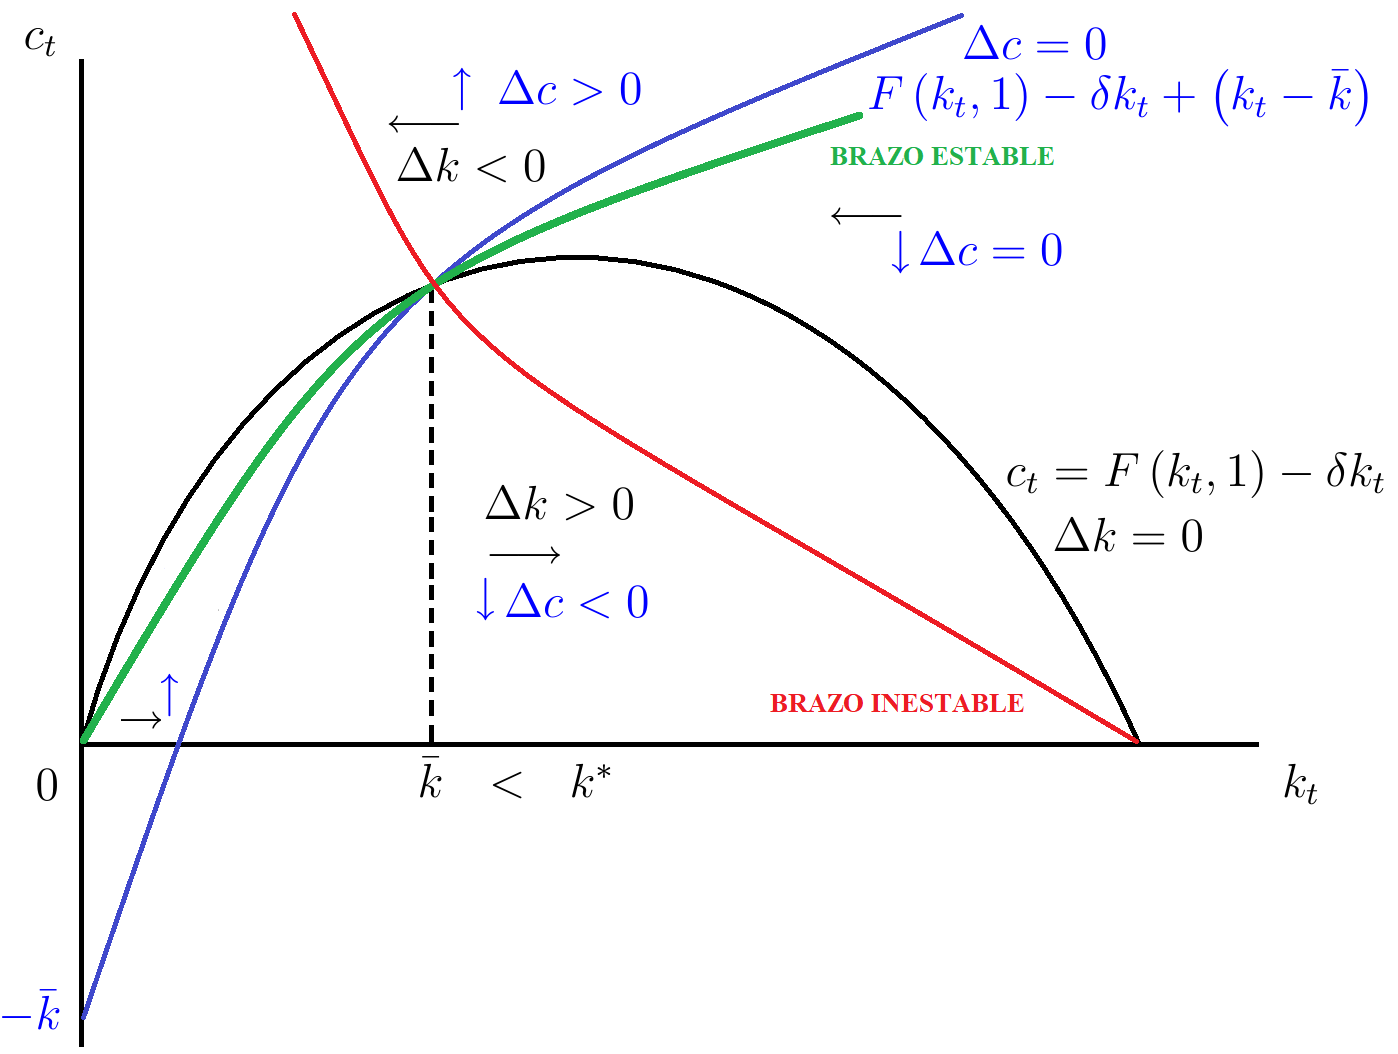 c_t
Δc = 0
↑ Δc > 0
F (k_t, 1) − δk_t + (k_t − k̄)
←
BRAZO ESTABLE
Δk < 0
←
↓ Δc = 0
c_t = F (k_t, 1) − δk_t
Δk > 0
Δk = 0
→
↓ Δc < 0
→ ↑
BRAZO INESTABLE
0
k̄ < k*
k_t
−k̄